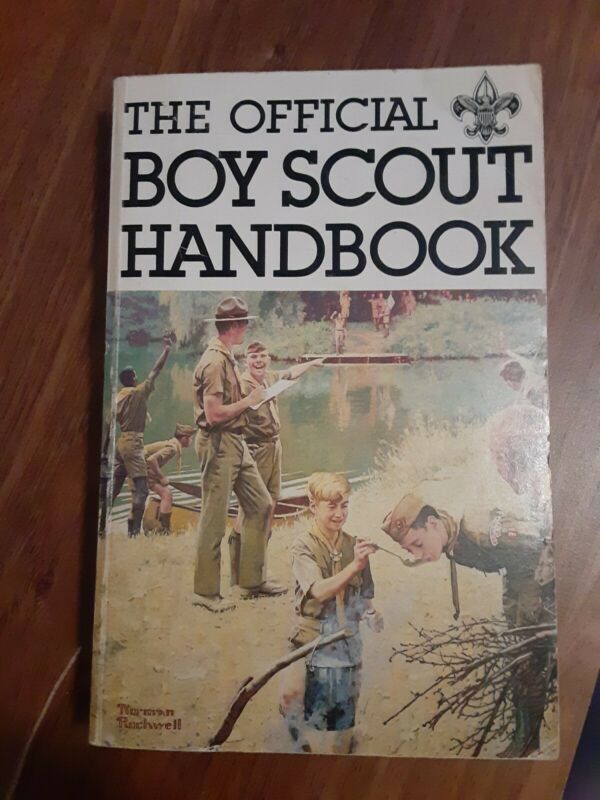 THE OFFICIAL
BOY SCOUT
HANDBOOK
Norman
Rockwell